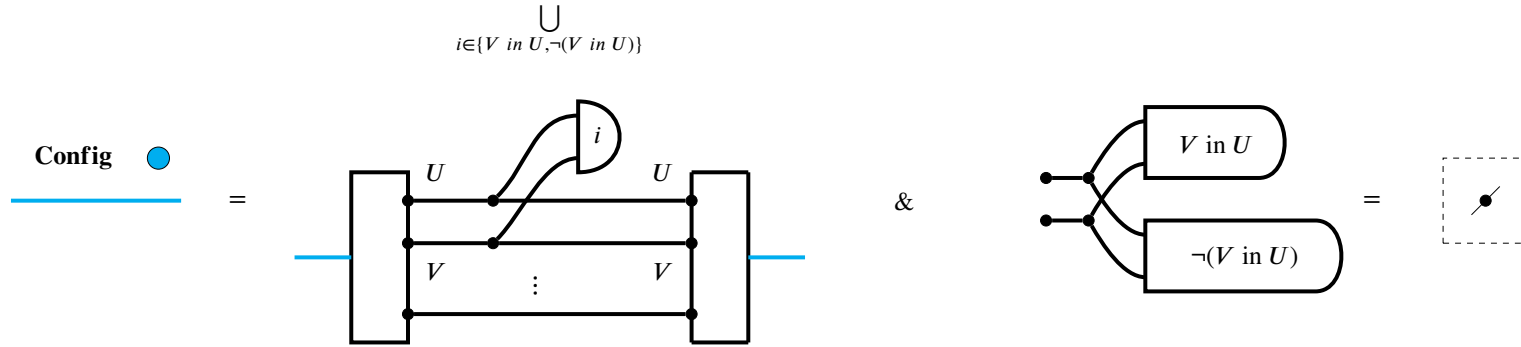 ⋃
i∈{V in U,¬(V in U)}
Config
=
i
U
U
V
V
⋮
&
V in U
¬(V in U)
=